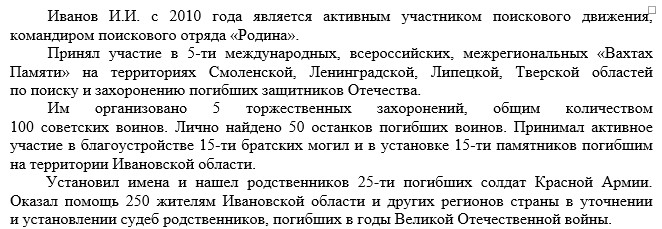 Иванов И.И. с 2010 года является активным участником поискового движения,
командиром поискового отряда «Родина».
Принял участие в 5-ти международных, всероссийских, межрегиональных «Вахтах
Памяти» на территориях Смоленской, Ленинградской, Липецкой, Тверской областей
по поиску и захоронению погибших защитников Отечества.
Им организовано 5 торжественных захоронений, общим количеством
100 советских воинов. Лично найдено 50 останков погибших воинов. Принимал активное
участие в благоустройстве 15-ти братских могил и в установке 15-ти памятников погибшим
на территории Ивановской области.
Установил имена и нашел родственников 25-ти погибших солдат Красной Армии.
Оказал помощь 250 жителям Ивановской области и других регионов страны в уточнении
и установлении судеб родственников, погибших в годы Великой Отечественной войны.